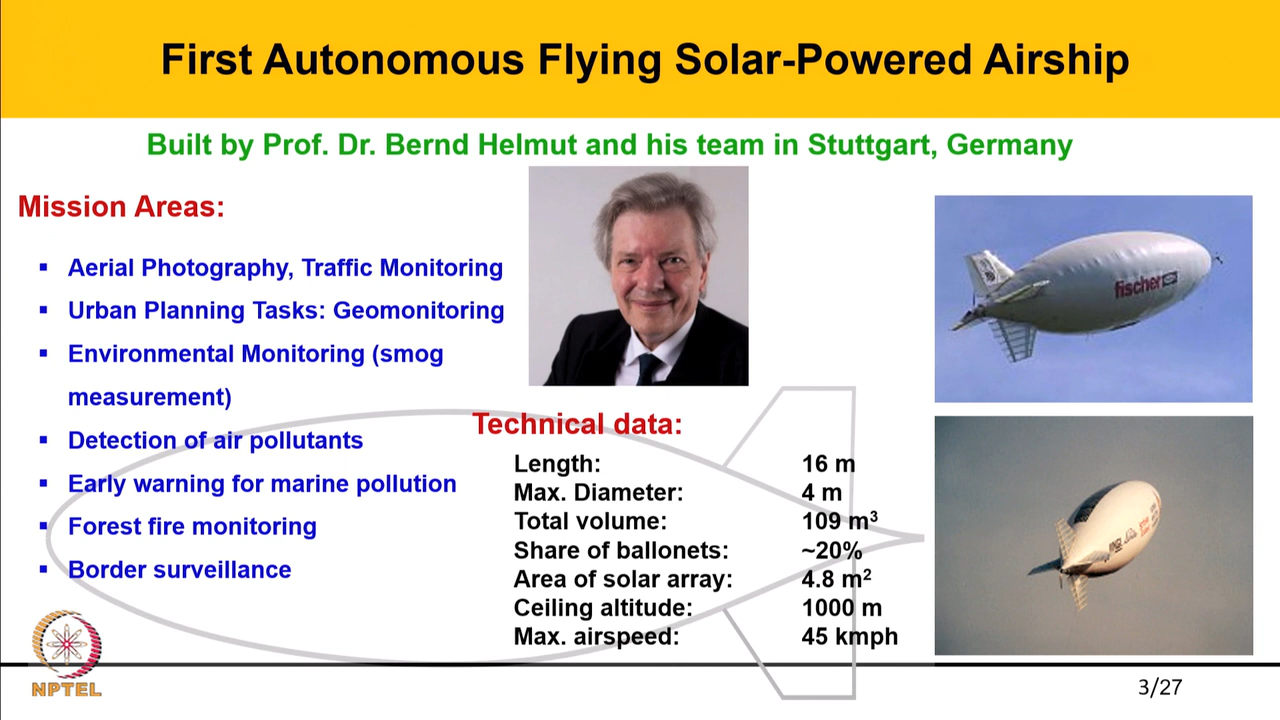 First Autonomous Flying Solar-Powered Airship
Built by Prof. Dr. Bernd Helmut and his team in Stuttgart, Germany
Mission Areas:
▪ Aerial Photography, Traffic Monitoring
▪ Urban Planning Tasks: Geomonitoring
▪ Environmental Monitoring (smog
measurement)
▪ Detection of air pollutants
▪ Early warning for marine pollution
▪ Forest fire monitoring
▪ Border surveillance
Technical data:
Length: 16 m
Max. Diameter: 4 m
Total volume: 109 m³
Share of ballonets: ~20%
Area of solar array: 4.8 m²
Ceiling altitude: 1000 m
Max. airspeed: 45 kmph
fischer
NPTEL
3/27